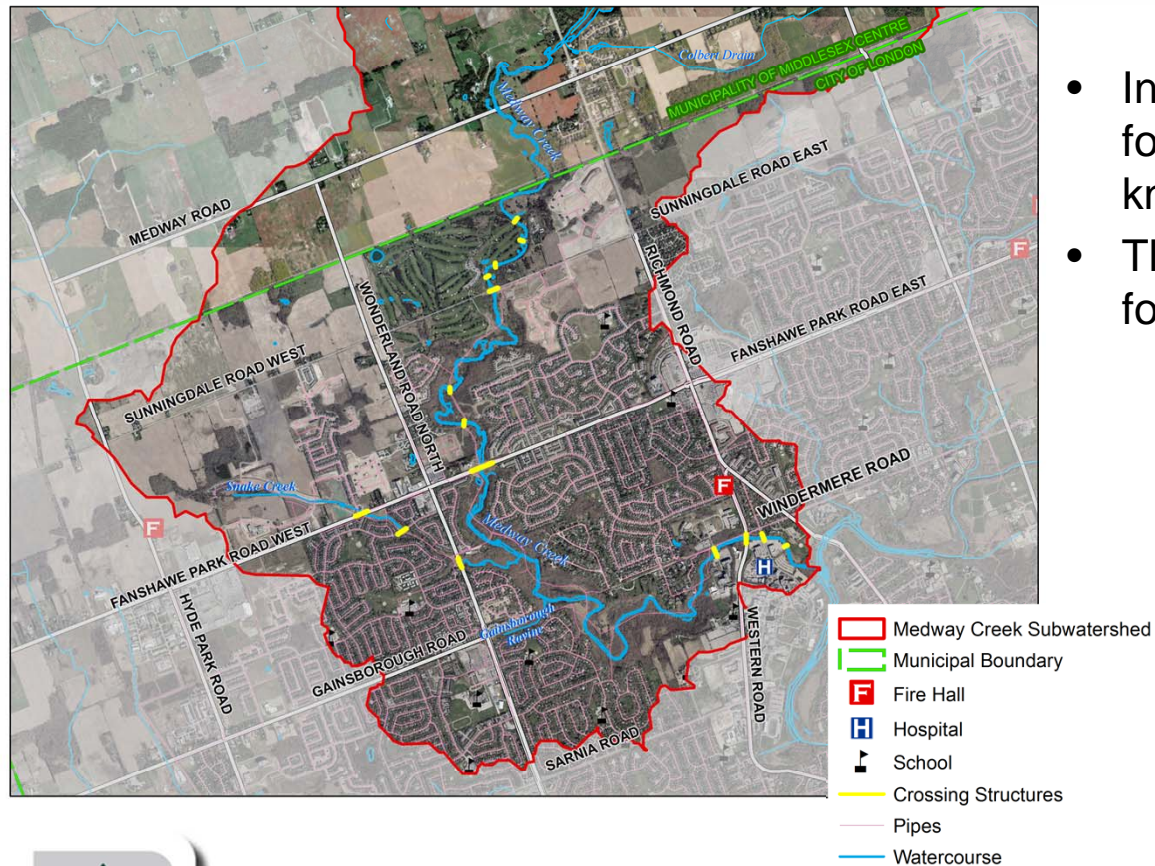 Colbert Drain
MUNICIPALITY OF MIDDLESEX CENTRE
CITY OF LONDON
Medway Creek
MEDWAY ROAD
SUNNINGDALE ROAD EAST
WONDERLAND ROAD NORTH
RICHMOND ROAD
F
FANSHAWE PARK ROAD EAST
SUNNINGDALE ROAD WEST
Snake Creek
F
WINDERMERE ROAD
F
Medway Creek
FANSHAWE PARK ROAD WEST
H
HYDE PARK ROAD
Gainsborough
Ravine
GAINSBOROUGH ROAD
WESTERN ROAD
SARNIA ROAD
Medway Creek Subwatershed
Municipal Boundary
F Fire Hall
H Hospital
School
Crossing Structures
Pipes
Watercourse
• In
fo
kn
• Th
fo